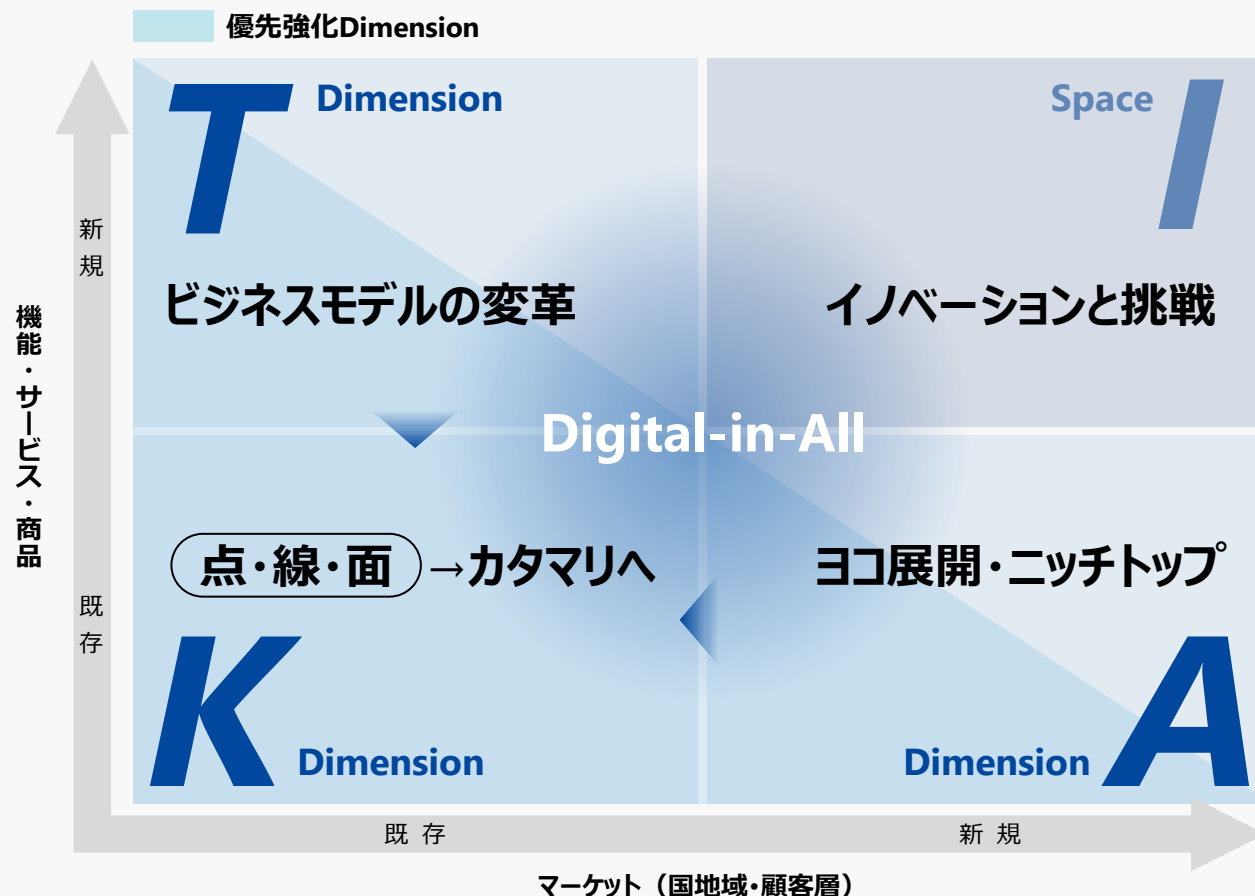 優先強化Dimension
T Dimension
Space I
新規
ビジネスモデルの変革
イノベーションと挑戦
機能・サービス・商品
Digital-in-All
点・線・面→カタマリへ
ヨコ展開・ニッチトップ
既存
K Dimension
Dimension A
既 存
新 規
マーケット（国地域・顧客層）